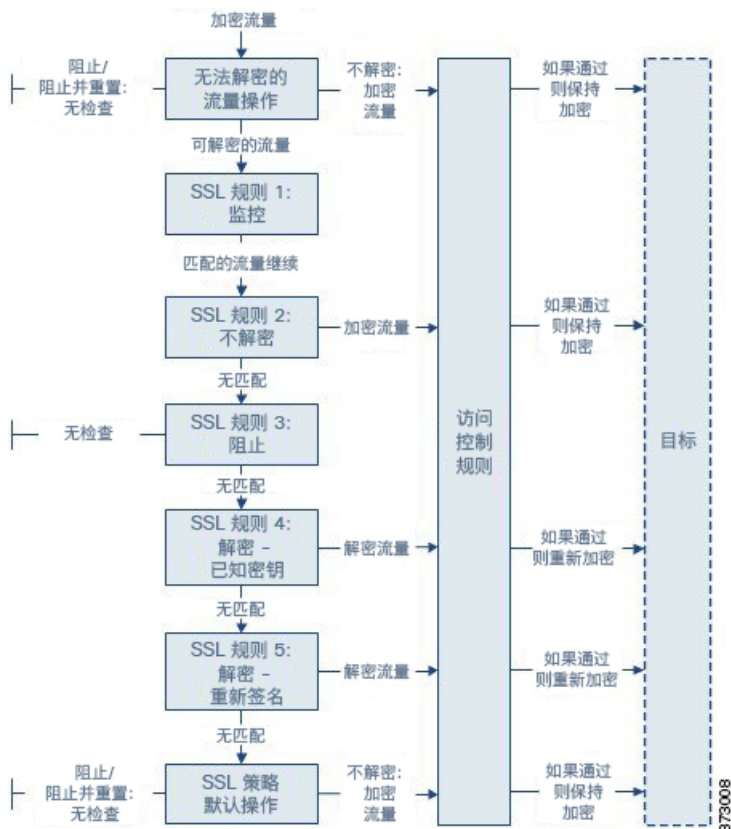 加密流量
阻止/
阻止并重置:
无检查
无法解密的
流量操作
不解密:
加密
流量
如果通过
则保持
加密
可解密的流量
SSL 规则 1:
监控
匹配的流量继续
SSL 规则 2:
不解密
加密流量
如果通过
则保持
加密
无匹配
无检查
SSL 规则 3:
阻止
访问
控制
规则
目标
无匹配
SSL 规则 4:
解密 -
已知密钥
解密流量
如果通过
则重新加密
无匹配
SSL 规则 5:
解密 -
重新签名
解密流量
如果通过
则重新加密
无匹配
阻止/
阻止并重置:
无检查
SSL 策略
默认操作
不解密:
加密
流量
如果通过
则保持
加密
373008